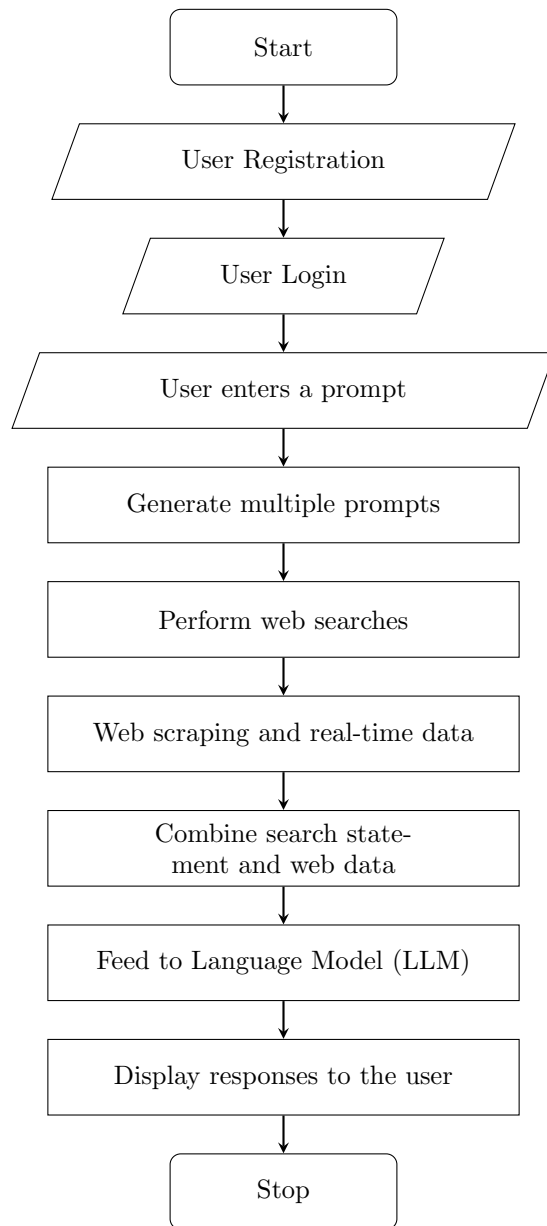 Start
User Registration
User Login
User enters a prompt
Generate multiple prompts
Perform web searches
Web scraping and real-time data
Combine search state-
ment and web data
Feed to Language Model (LLM)
Display responses to the user
Stop